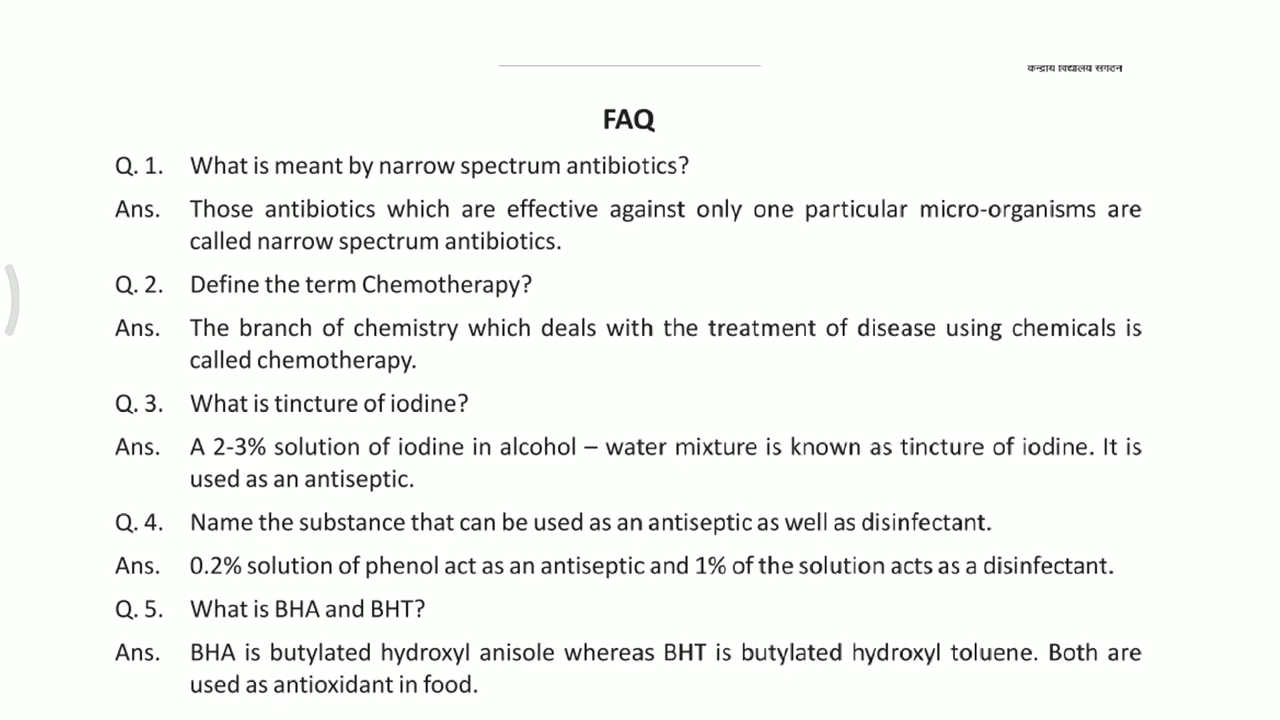 केन्द्रीय विद्यालय संगठन
FAQ
Q. 1. What is meant by narrow spectrum antibiotics?
Ans. Those antibiotics which are effective against only one particular micro-organisms are
called narrow spectrum antibiotics.
Q. 2. Define the term Chemotherapy?
Ans. The branch of chemistry which deals with the treatment of disease using chemicals is
called chemotherapy.
Q. 3. What is tincture of iodine?
Ans. A 2-3% solution of iodine in alcohol – water mixture is known as tincture of iodine. It is
used as an antiseptic.
Q. 4. Name the substance that can be used as an antiseptic as well as disinfectant.
Ans. 0.2% solution of phenol act as an antiseptic and 1% of the solution acts as a disinfectant.
Q. 5. What is BHA and BHT?
Ans. BHA is butylated hydroxyl anisole whereas BHT is butylated hydroxyl toluene. Both are
used as antioxidant in food.